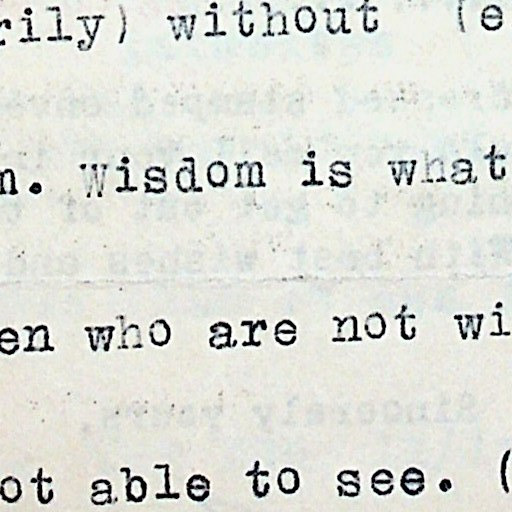 rily) without (e
n. Wisdom is what
en who are not wi
ot able to see. (